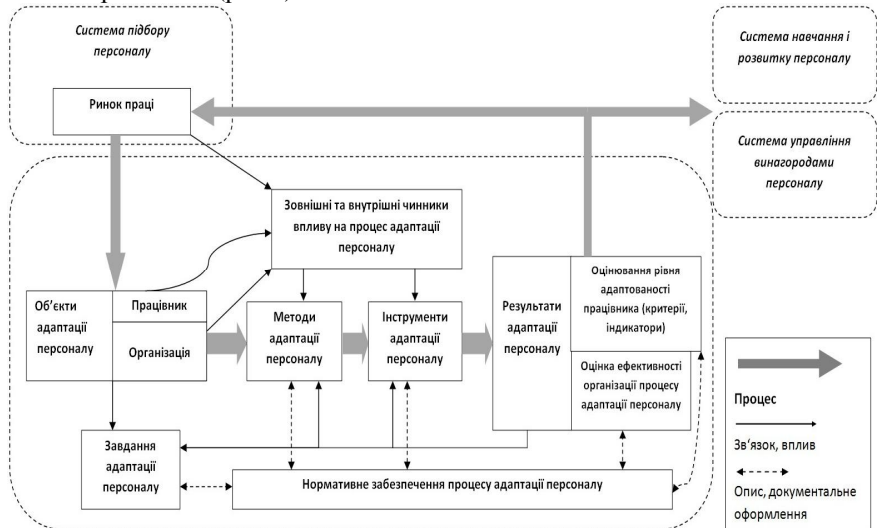 Система підбору
персоналу
Ринок праці
Система навчання і
розвитку персоналу
Система управління
винагородами
персоналу
Зовнішні та внутрішні чинники
впливу на процес адаптації
персоналу
Об’єкти
адаптації
персоналу
Працівник
Організація
Методи
адаптації
персоналу
Інструменти
адаптації
персоналу
Результати
адаптації
персоналу
Оцінювання рівня
адаптованості
працівника (критерії,
індикатори)
Оцінка ефективності
організації процесу
адаптації персоналу
Завдання
адаптації
персоналу
Нормативне забезпечення процесу адаптації персоналу
Процес
Зв‘язок, вплив
Опис, документальне
оформлення